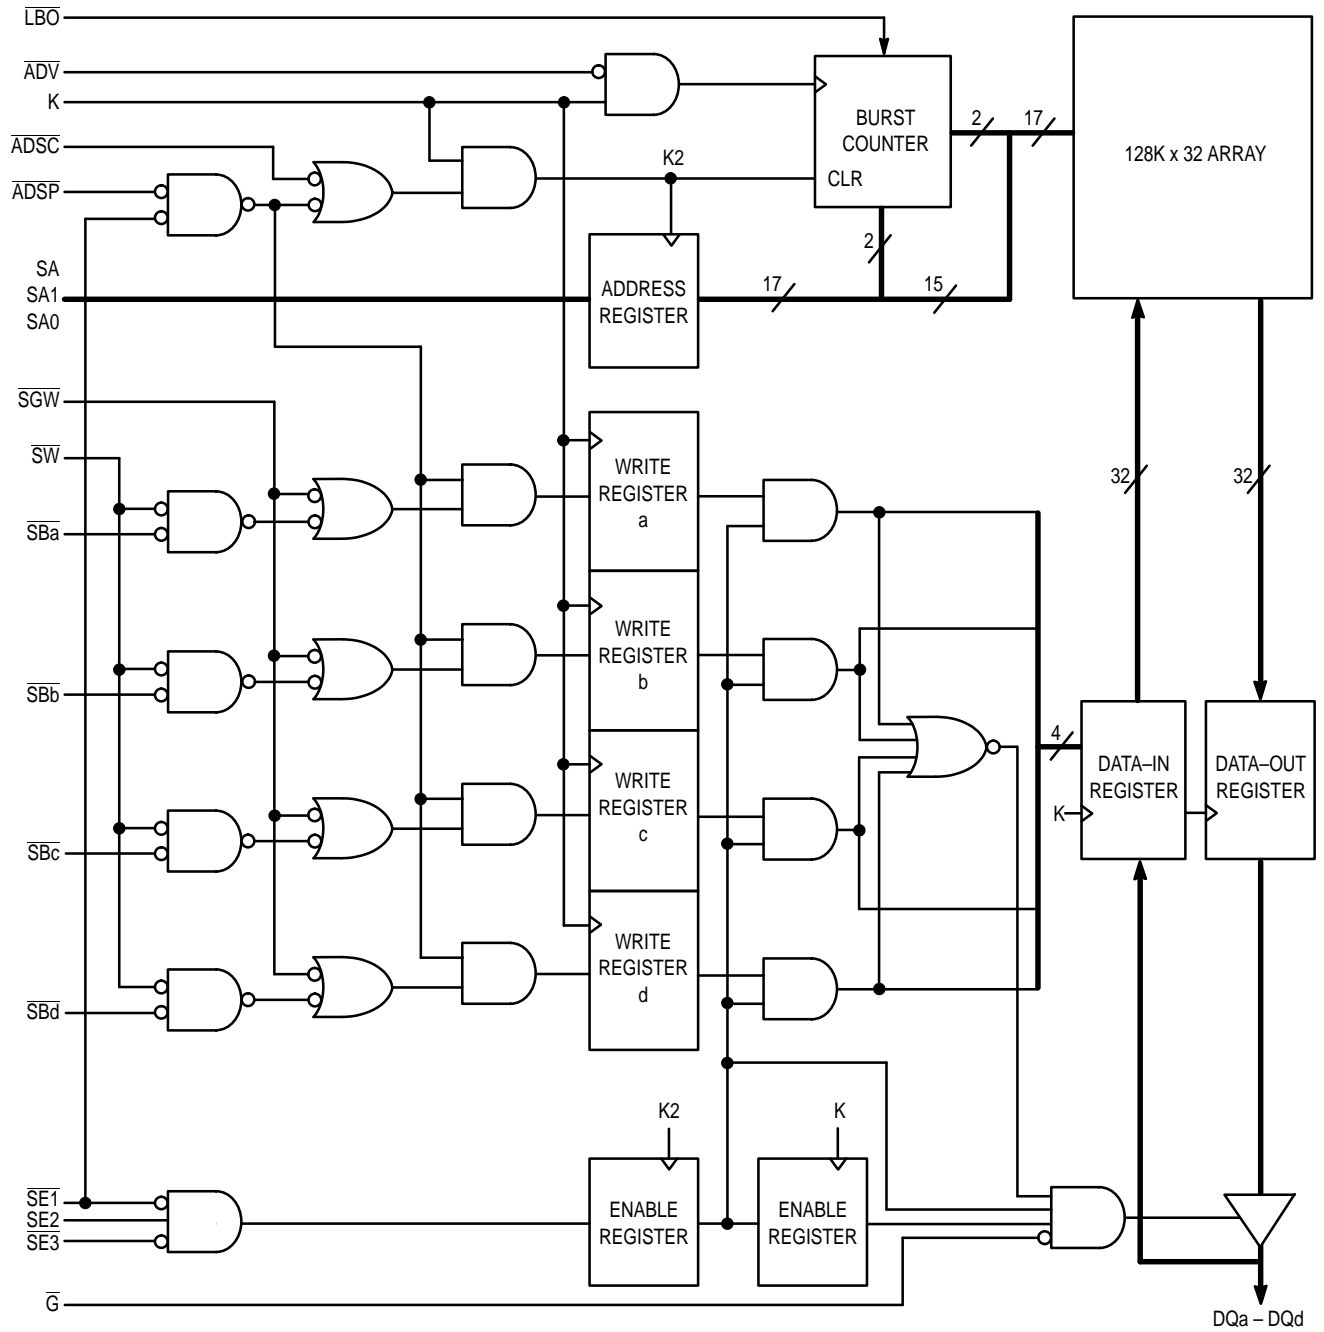 LBO
ADV
K
ADSC
ADSP
BURST
COUNTER
CLR
K2
2
17
128K x 32 ARRAY
2
SA
SA1
SA0
ADDRESS
REGISTER
17
15
SGW
SW
SBa
WRITE
REGISTER
a
32
32
SBb
WRITE
REGISTER
b
4
DATA–IN
REGISTER
K
DATA–OUT
REGISTER
SBc
WRITE
REGISTER
c
SBd
WRITE
REGISTER
d
K2
K
SE1
SE2
SE3
ENABLE
REGISTER
ENABLE
REGISTER
G
DQa – DQd